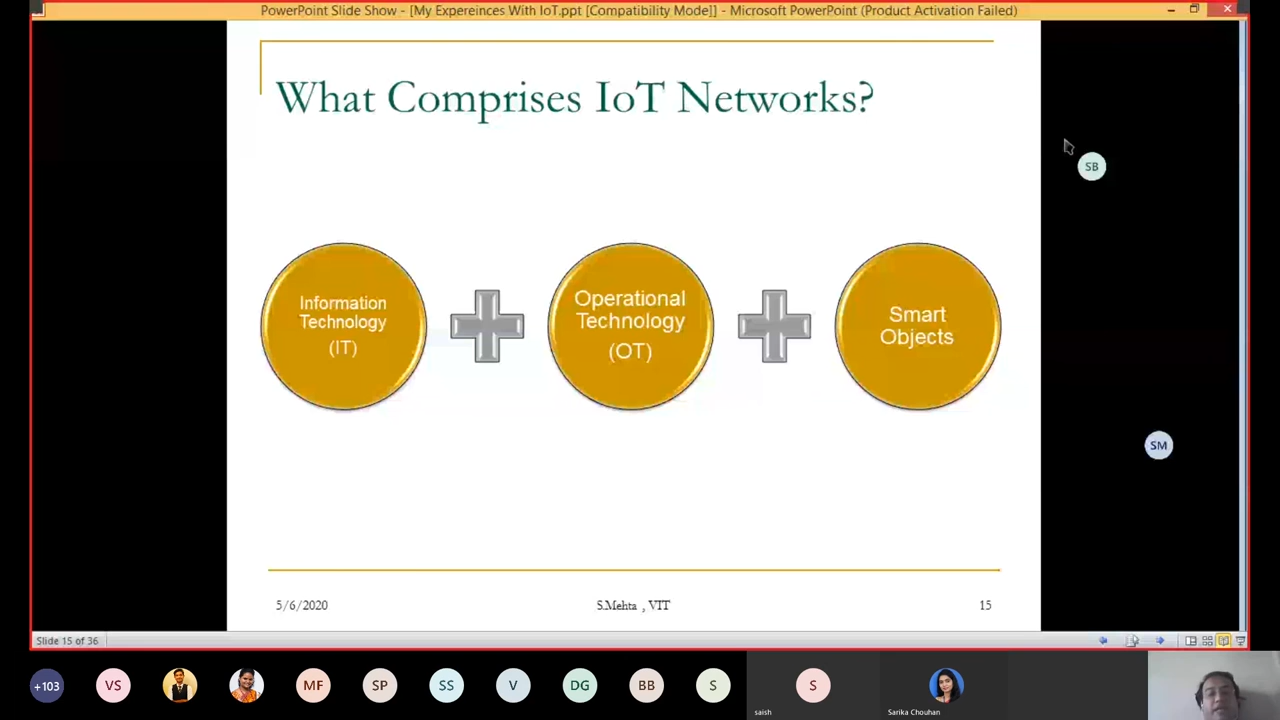 PowerPoint Slide Show - [My Expereinces With IoT.ppt [Compatibility Mode]] - Microsoft PowerPoint (Product Activation Failed)
What Comprises IoT Networks?
SB
Information
Technology
(IT)
Operational
Technology
(OT)
Smart
Objects
SM
5/6/2020
S.Mehta , VIT
15
Slide 15 of 36
+103
VS
MF
SP
SS
V
DG
BB
S
S
saish
Sarika Chouhan